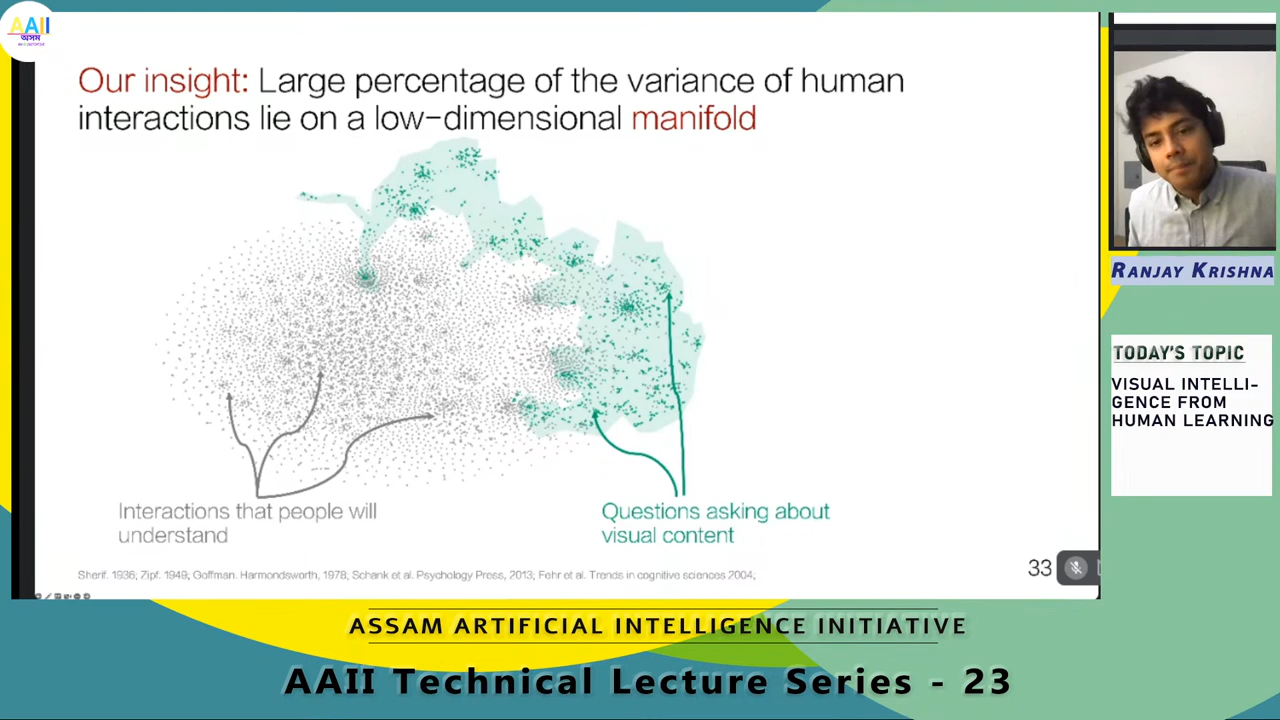 AAII
অসম
Our insight: Large percentage of the variance of human
interactions lie on a low-dimensional manifold
Interactions that people will
understand
Questions asking about
visual content
Sherif. 1936; Zipf. 1949; Goffman. Harmondsworth, 1978; Schank et al. Psychology Press, 2013; Fehr et al. Trends in cognitive sciences 2004;
33
RANJAY KRISHNA
TODAY'S TOPIC
VISUAL INTELLI-
GENCE FROM
HUMAN LEARNING
ASSAM ARTIFICIAL INTELLIGENCE INITIATIVE
AAII Technical Lecture Series - 23